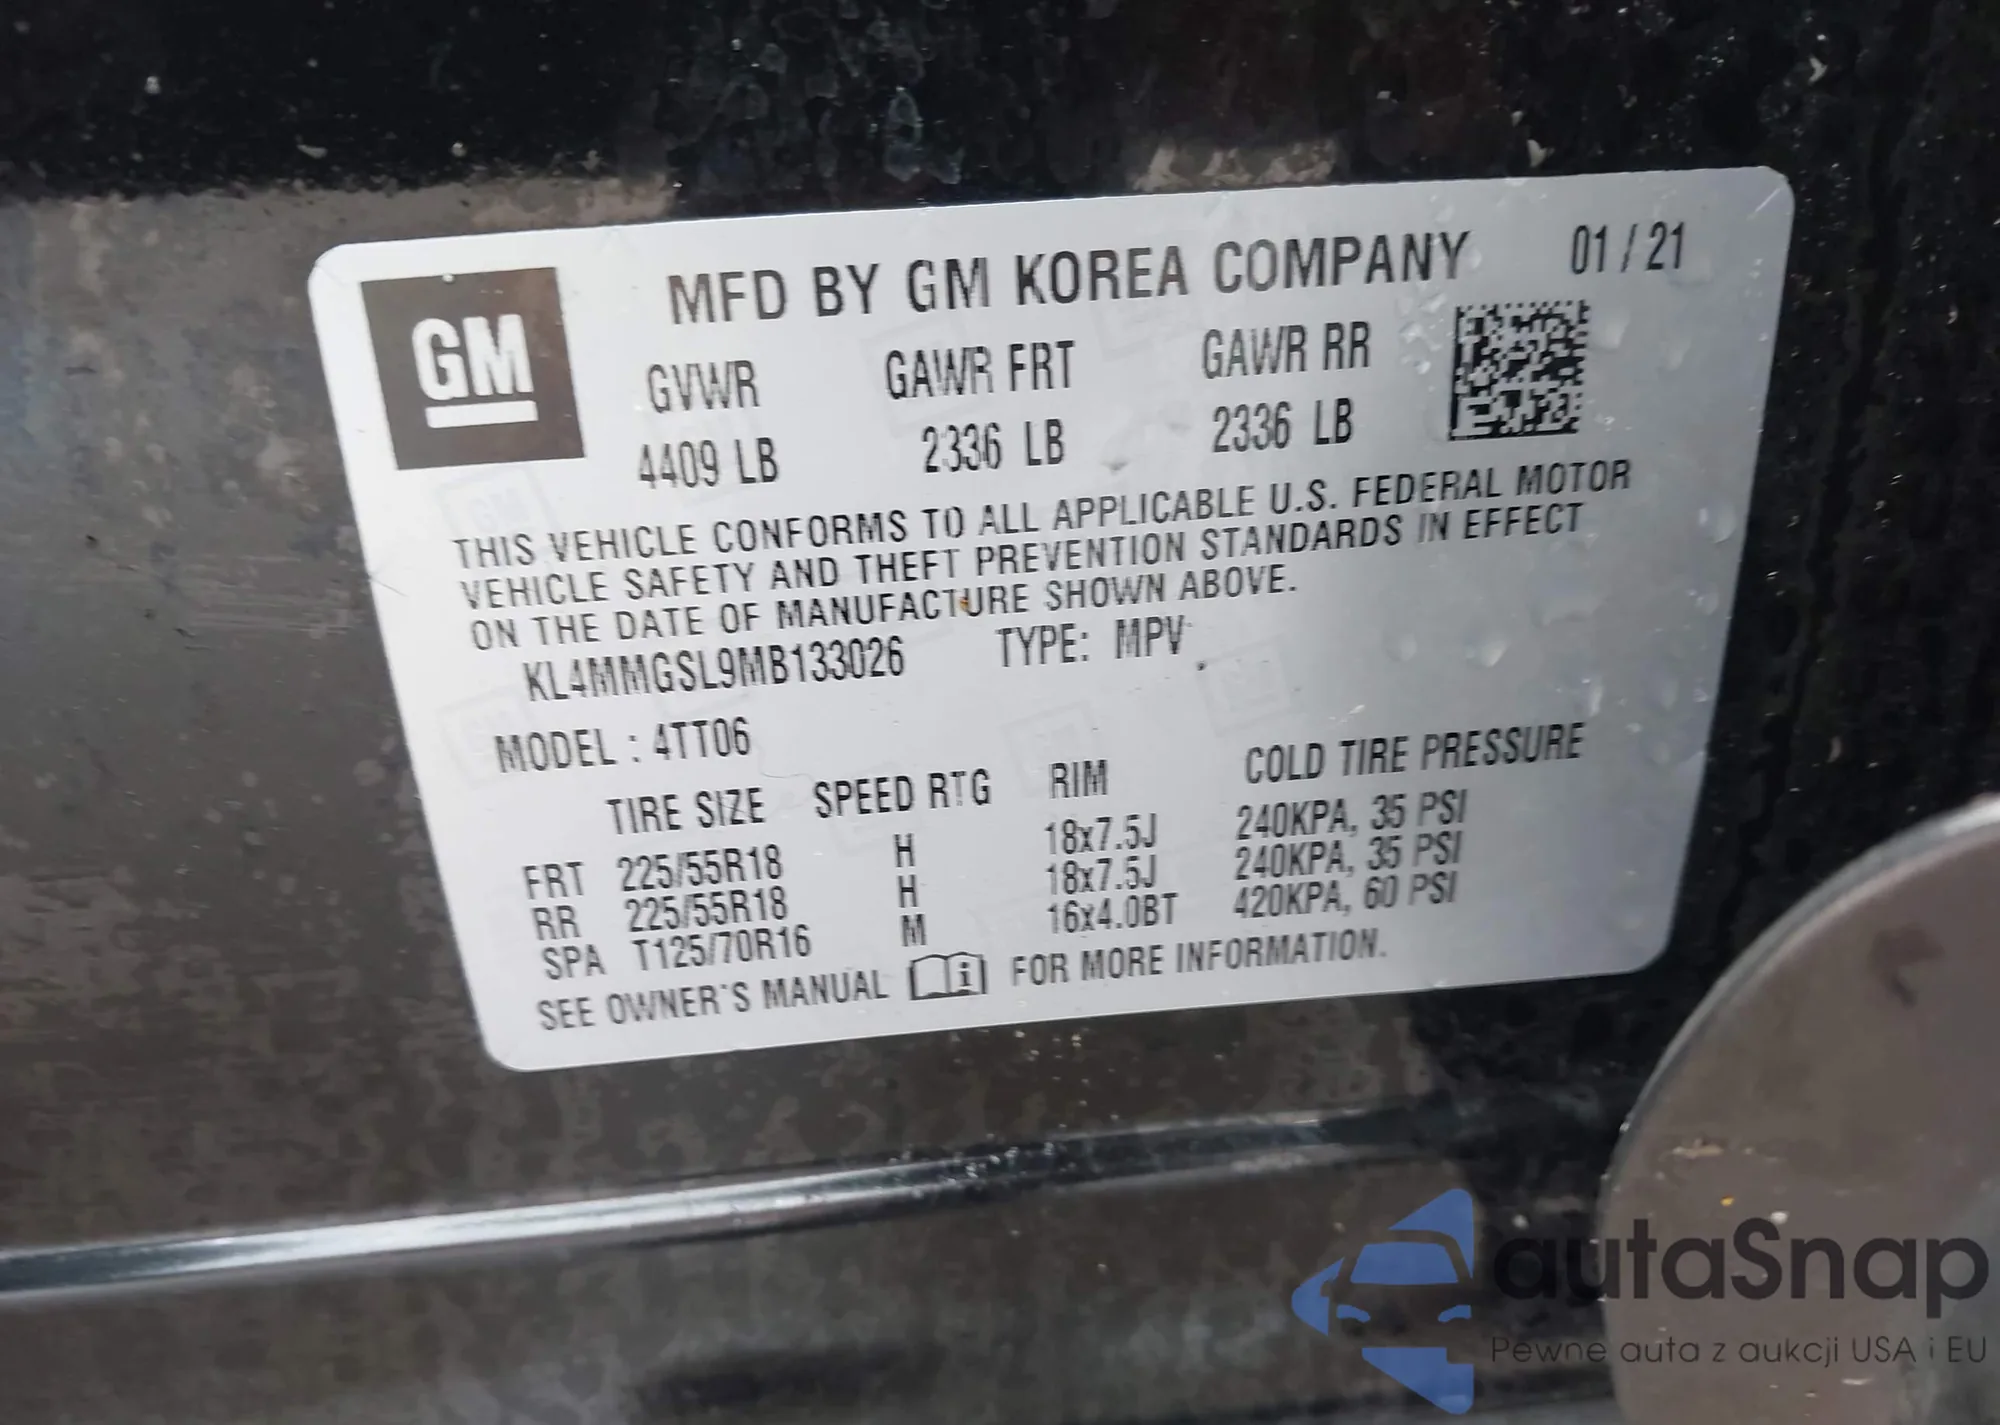 MFD BY GM KOREA COMPANY 01 / 21
GM
GVWR GAWR FRT GAWR RR
4409 LB 2336 LB 2336 LB
THIS VEHICLE CONFORMS TO ALL APPLICABLE U.S. FEDERAL MOTOR
VEHICLE SAFETY AND THEFT PREVENTION STANDARDS IN EFFECT
ON THE DATE OF MANUFACTURE SHOWN ABOVE.
KL4MMGSL9MB133026 TYPE: MPV
MODEL : 4TT06
TIRE SIZE SPEED RTG RIM COLD TIRE PRESSURE
FRT 225/55R18 H 18x7.5J 240KPA, 35 PSI
RR 225/55R18 H 18x7.5J 240KPA, 35 PSI
SPA T125/70R16 M 16x4.0BT 420KPA, 60 PSI
SEE OWNER'S MANUAL FOR MORE INFORMATION.
autaSnap
Pewne auta z aukcji USA i EU